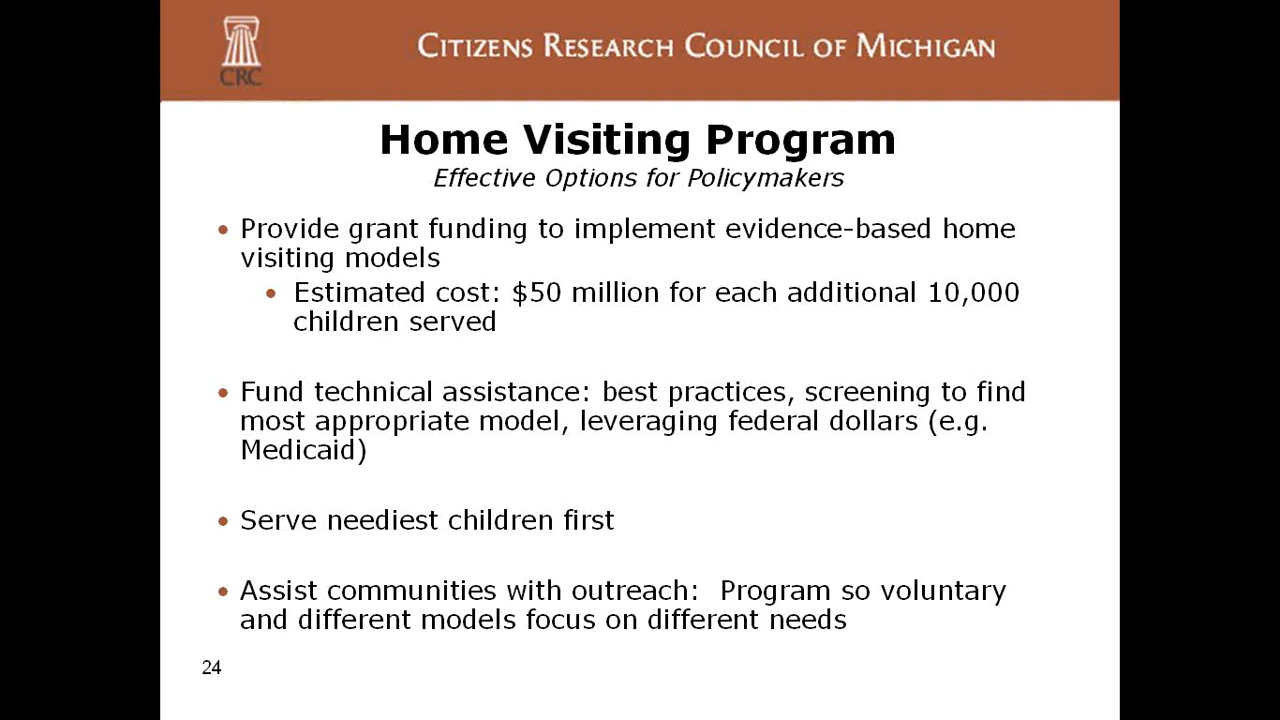 CRC
CITIZENS RESEARCH COUNCIL OF MICHIGAN
Home Visiting Program
Effective Options for Policymakers
• Provide grant funding to implement evidence-based home
visiting models
• Estimated cost: $50 million for each additional 10,000
children served
• Fund technical assistance: best practices, screening to find
most appropriate model, leveraging federal dollars (e.g.
Medicaid)
• Serve neediest children first
• Assist communities with outreach:  Program so voluntary
and different models focus on different needs
24